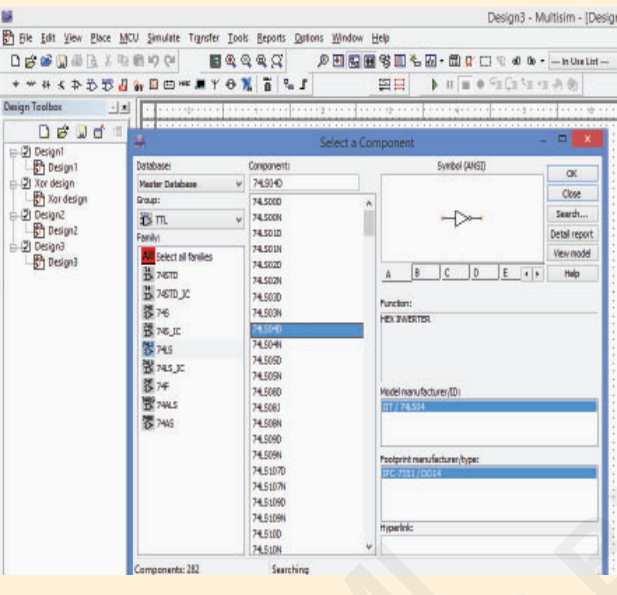 Design3 - Multisim - [Design
File Edit View Place MCU Simulate Transfer Tools Reports Options Window Help
--- In Use List ---
Design Toolbox
Design1
Design1
Xor design
Xor design
Design2
Design2
Design3
Design3
Select a Component
Database:
Master Database
Group:
TTL
Family:
All Select all families
74STD
74STD_IC
74S
74S_IC
74LS
74LS_IC
74F
74ALS
74AS
Component:
74LS04D
74LS00D
74LS00N
74LS01D
74LS01N
74LS02D
74LS02N
74LS03D
74LS03N
74LS04D
74LS04N
74LS05D
74LS05N
74LS08D
74LS08J
74LS08N
74LS09D
74LS09N
74LS107D
74LS107N
74LS109D
74LS109N
74LS10D
74LS10N
Symbol (ANSI)
A B C D E
Function:
HEX INVERTER
Model manufacturer/ID:
IIT / 74LS04
Footprint manufacturer/type:
IPC-7351 / DO14
Hyperlink:
OK
Close
Search...
Detail report
View model
Help
Components: 282
Searching: